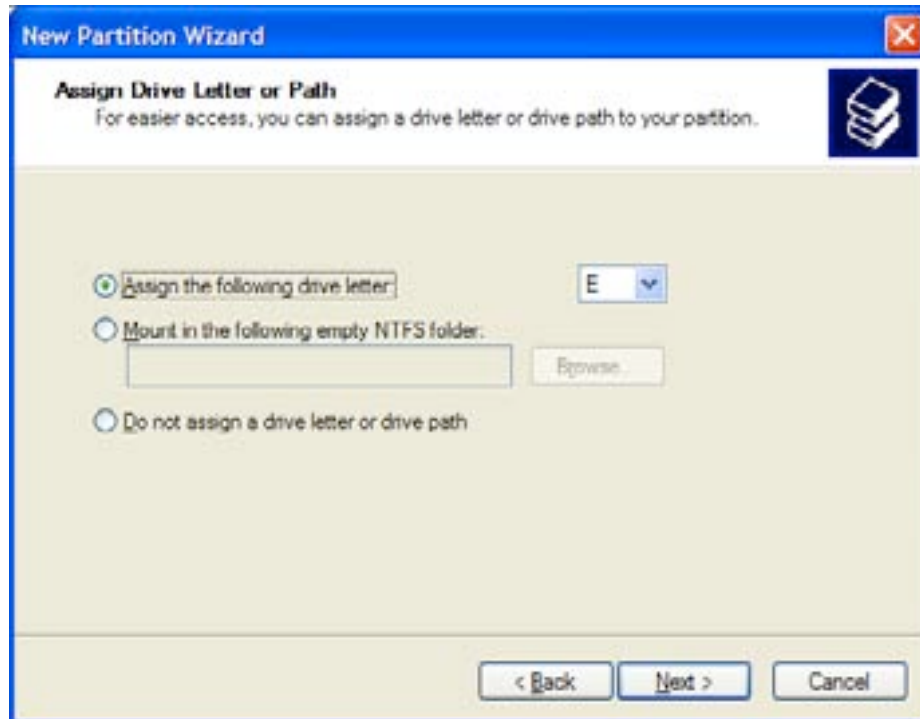 New Partition Wizard
Assign Drive Letter or Path
For easier access, you can assign a drive letter or drive path to your partition.
Assign the following drive letter: E
Mount in the following empty NTFS folder:
Browse...
Do not assign a drive letter or drive path
< Back Next > Cancel